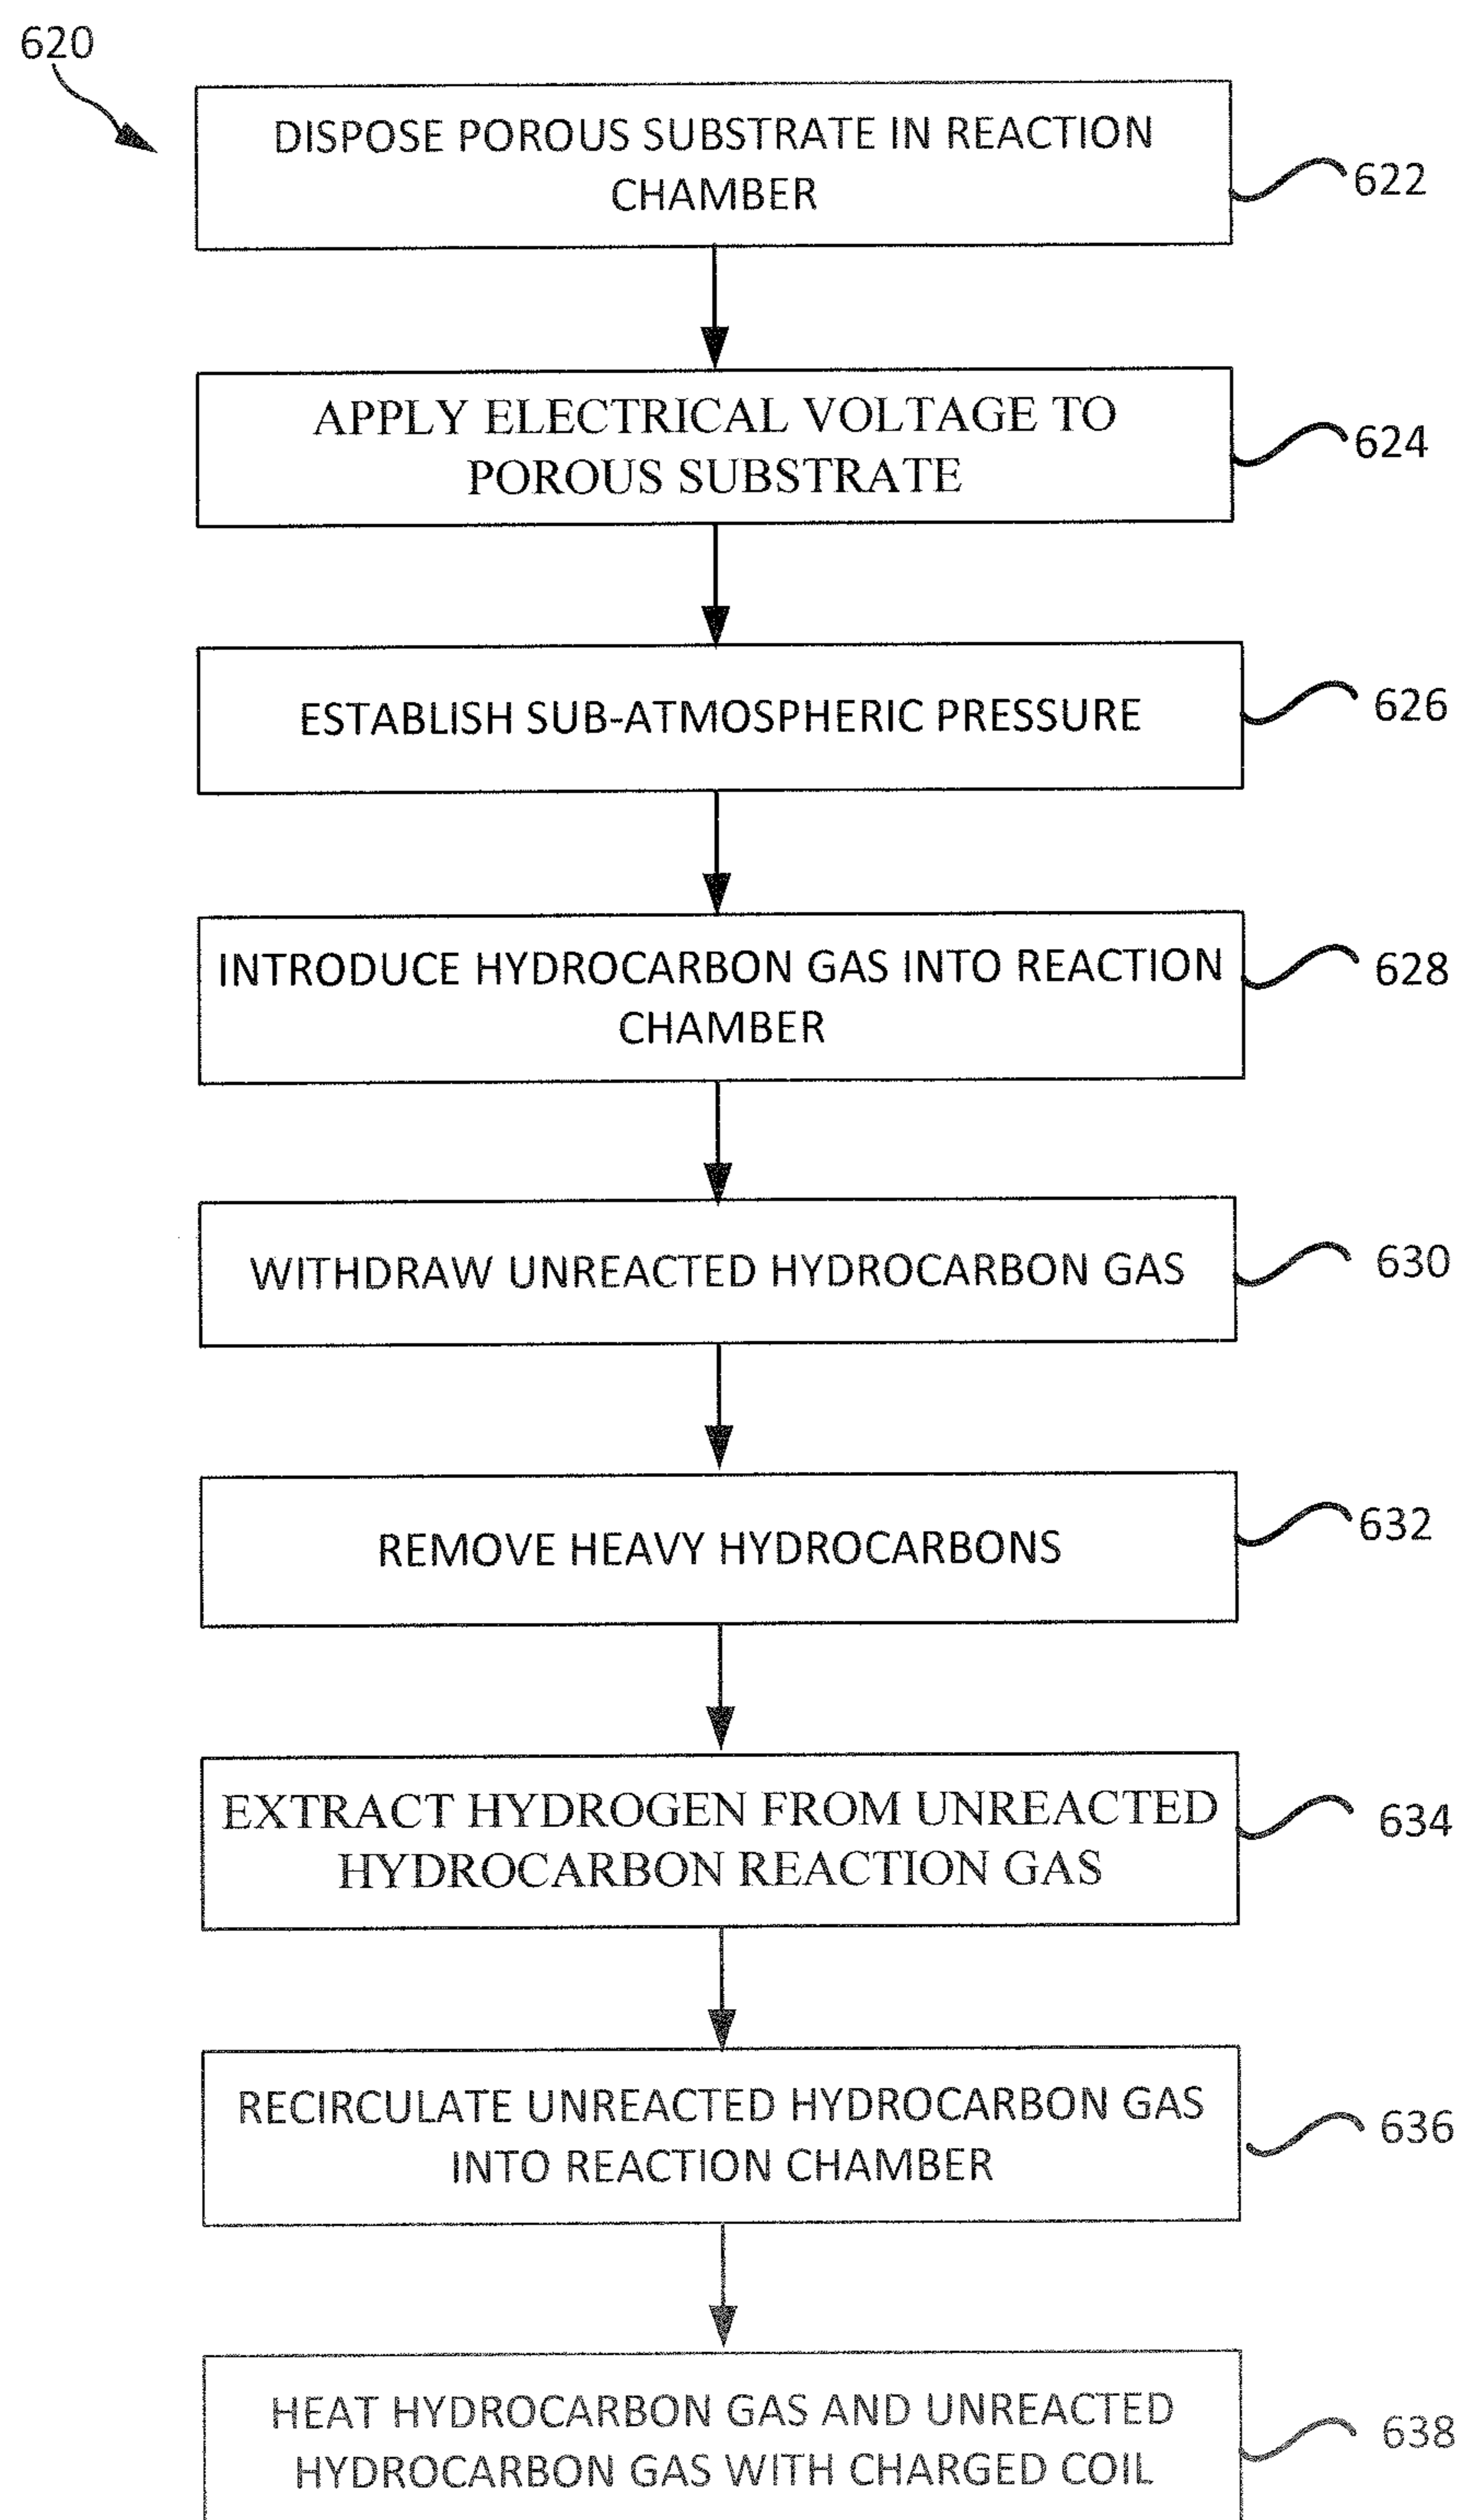 620
DISPOSE POROUS SUBSTRATE IN REACTION
CHAMBER
622
APPLY ELECTRICAL VOLTAGE TO
POROUS SUBSTRATE
624
ESTABLISH SUB-ATMOSPHERIC PRESSURE
626
INTRODUCE HYDROCARBON GAS INTO REACTION
CHAMBER
628
WITHDRAW UNREACTED HYDROCARBON GAS
630
REMOVE HEAVY HYDROCARBONS
632
EXTRACT HYDROGEN FROM UNREACTED
HYDROCARBON REACTION GAS
634
RECIRCULATE UNREACTED HYDROCARBON GAS
INTO REACTION CHAMBER
636
HEAT HYDROCARBON GAS AND UNREACTED
HYDROCARBON GAS WITH CHARGED COIL
638